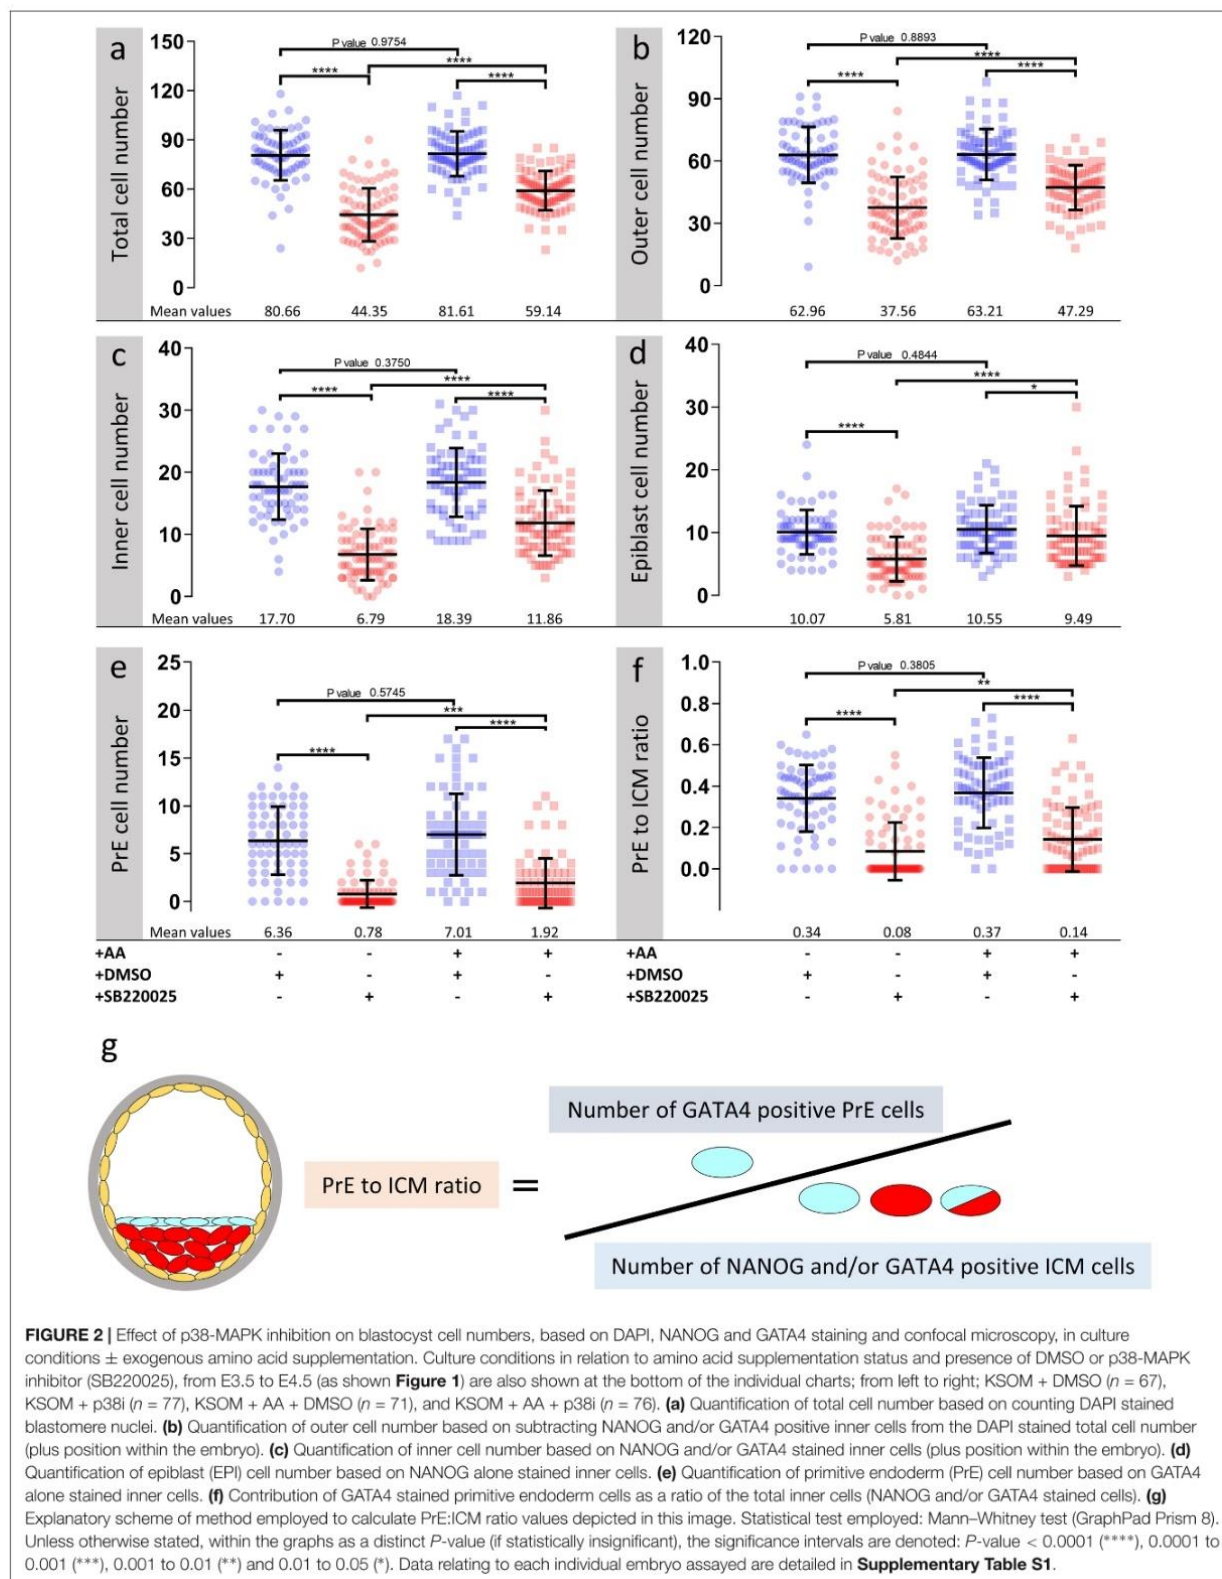 a
Total cell number
150
120
90
60
30
0
P value 0.9754
****
****
****
Mean values
80.66
44.35
81.61
59.14
b
Outer cell number
120
90
60
30
0
P value 0.8893
****
****
****
62.96
37.56
63.21
47.29
c
Inner cell number
40
30
20
10
0
P value 0.3750
****
****
****
Mean values
17.70
6.79
18.39
11.86
d
Epiblast cell number
40
30
20
10
0
P value 0.4844
****
*
****
10.07
5.81
10.55
9.49
e
PrE cell number
25
20
15
10
5
0
P value 0.5745
***
****
****
Mean values
6.36
0.78
7.01
1.92
f
PrE to ICM ratio
1.0
0.8
0.6
0.4
0.2
0.0
P value 0.3805
**
****
****
0.34
0.08
0.37
0.14
+AA - - + +
+DMSO + - + -
+SB220025 - + - +
+AA - - + +
+DMSO + - + -
+SB220025 - + - +
g
PrE to ICM ratio
=
Number of GATA4 positive PrE cells
Number of NANOG and/or GATA4 positive ICM cells
FIGURE 2 | Effect of p38-MAPK inhibition on blastocyst cell numbers, based on DAPI, NANOG and GATA4 staining and confocal microscopy, in culture
conditions ± exogenous amino acid supplementation. Culture conditions in relation to amino acid supplementation status and presence of DMSO or p38-MAPK
inhibitor (SB220025), from E3.5 to E4.5 (as shown Figure 1) are also shown at the bottom of the individual charts; from left to right; KSOM + DMSO (n = 67),
KSOM + p38i (n = 77), KSOM + AA + DMSO (n = 71), and KSOM + AA + p38i (n = 76). (a) Quantification of total cell number based on counting DAPI stained
blastomere nuclei. (b) Quantification of outer cell number based on subtracting NANOG and/or GATA4 positive inner cells from the DAPI stained total cell number
(plus position within the embryo). (c) Quantification of inner cell number based on NANOG and/or GATA4 stained inner cells (plus position within the embryo). (d)
Quantification of epiblast (EPI) cell number based on NANOG alone stained inner cells. (e) Quantification of primitive endoderm (PrE) cell number based on GATA4
alone stained inner cells. (f) Contribution of GATA4 stained primitive endoderm cells as a ratio of the total inner cells (NANOG and/or GATA4 stained cells). (g)
Explanatory scheme of method employed to calculate PrE:ICM ratio values depicted in this image. Statistical test employed: Mann–Whitney test (GraphPad Prism 8).
Unless otherwise stated, within the graphs as a distinct P-value (if statistically insignificant), the significance intervals are denoted: P-value < 0.0001 (****), 0.0001 to
0.001 (***), 0.001 to 0.01 (**) and 0.01 to 0.05 (*). Data relating to each individual embryo assayed are detailed in Supplementary Table S1.